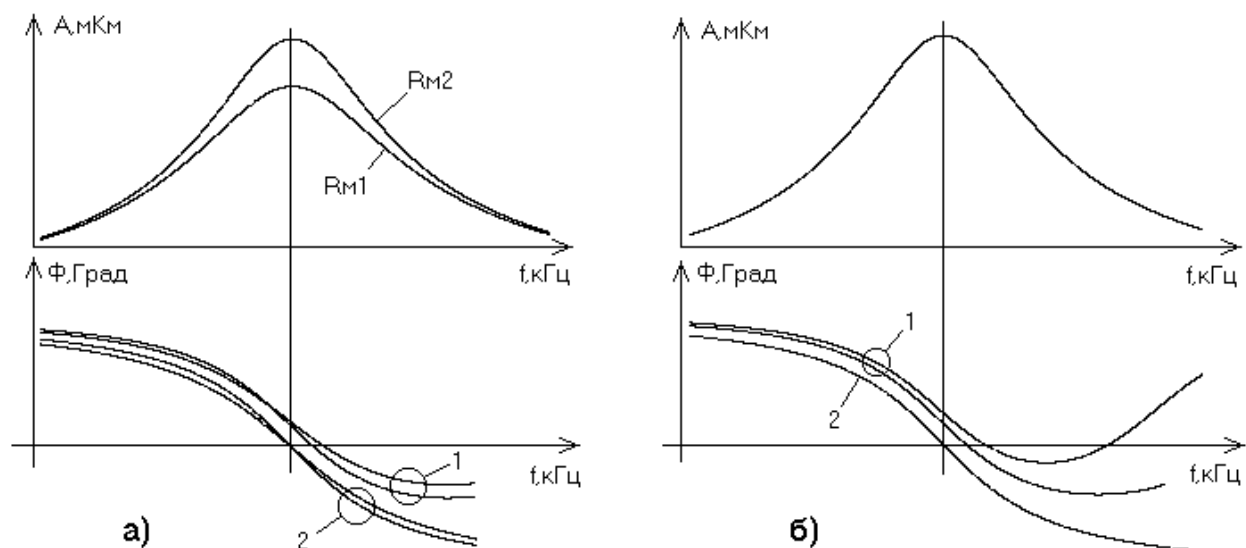 А,мКм
Rм2
Rм1
f,кГц
Ф,Град
1
2
f,кГц
а)
А,мКм
f,кГц
Ф,Град
1
2
f,кГц
б)